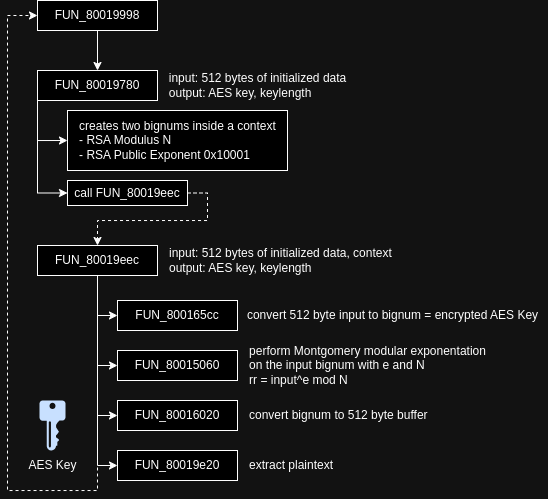 FUN_80019998
FUN_80019780
input: 512 bytes of initialized data
output: AES key, keylength
creates two bignums inside a context
- RSA Modulus N
- RSA Public Exponent 0x10001
call FUN_80019eec
FUN_80019eec
input: 512 bytes of initialized data, context
output: AES key, keylength
FUN_800165cc
convert 512 byte input to bignum = encrypted AES Key
FUN_80015060
perform Montgomery modular exponentation
on the input bignum with e and N
rr = input^e mod N
FUN_80016020
convert bignum to 512 byte buffer
AES Key
FUN_80019e20
extract plaintext